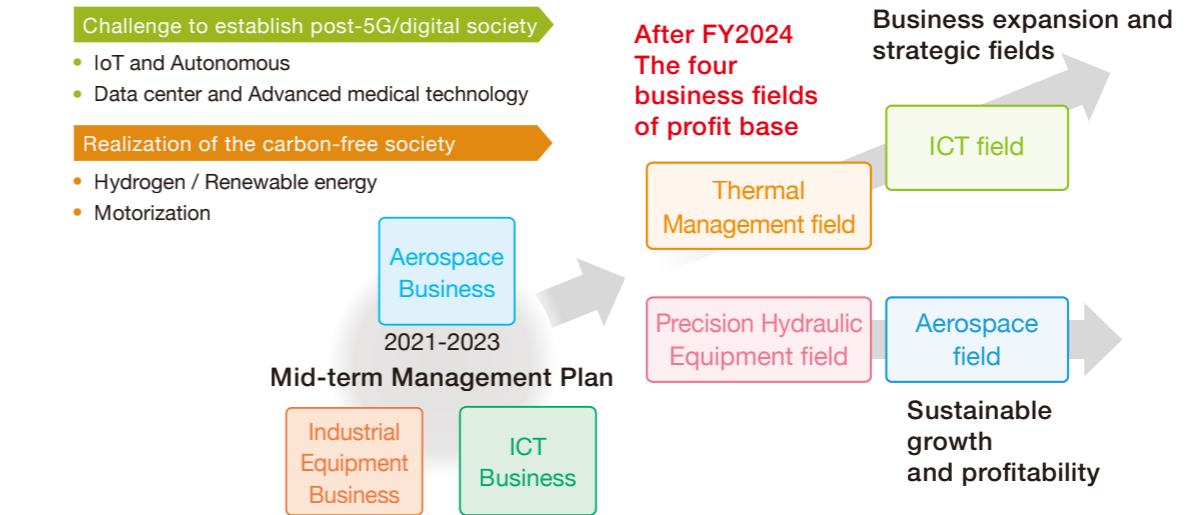 Challenge to establish post-5G/digital society
• IoT and Autonomous
• Data center and Advanced medical technology
Realization of the carbon-free society
• Hydrogen / Renewable energy
• Motorization
Aerospace
Business
2021-2023
Mid-term Management Plan
Industrial
Equipment
Business
ICT
Business
After FY2024
The four
business fields
of profit base
Business expansion and
strategic fields
Thermal
Management field
ICT field
Precision Hydraulic
Equipment field
Aerospace
field
Sustainable
growth
and profitability